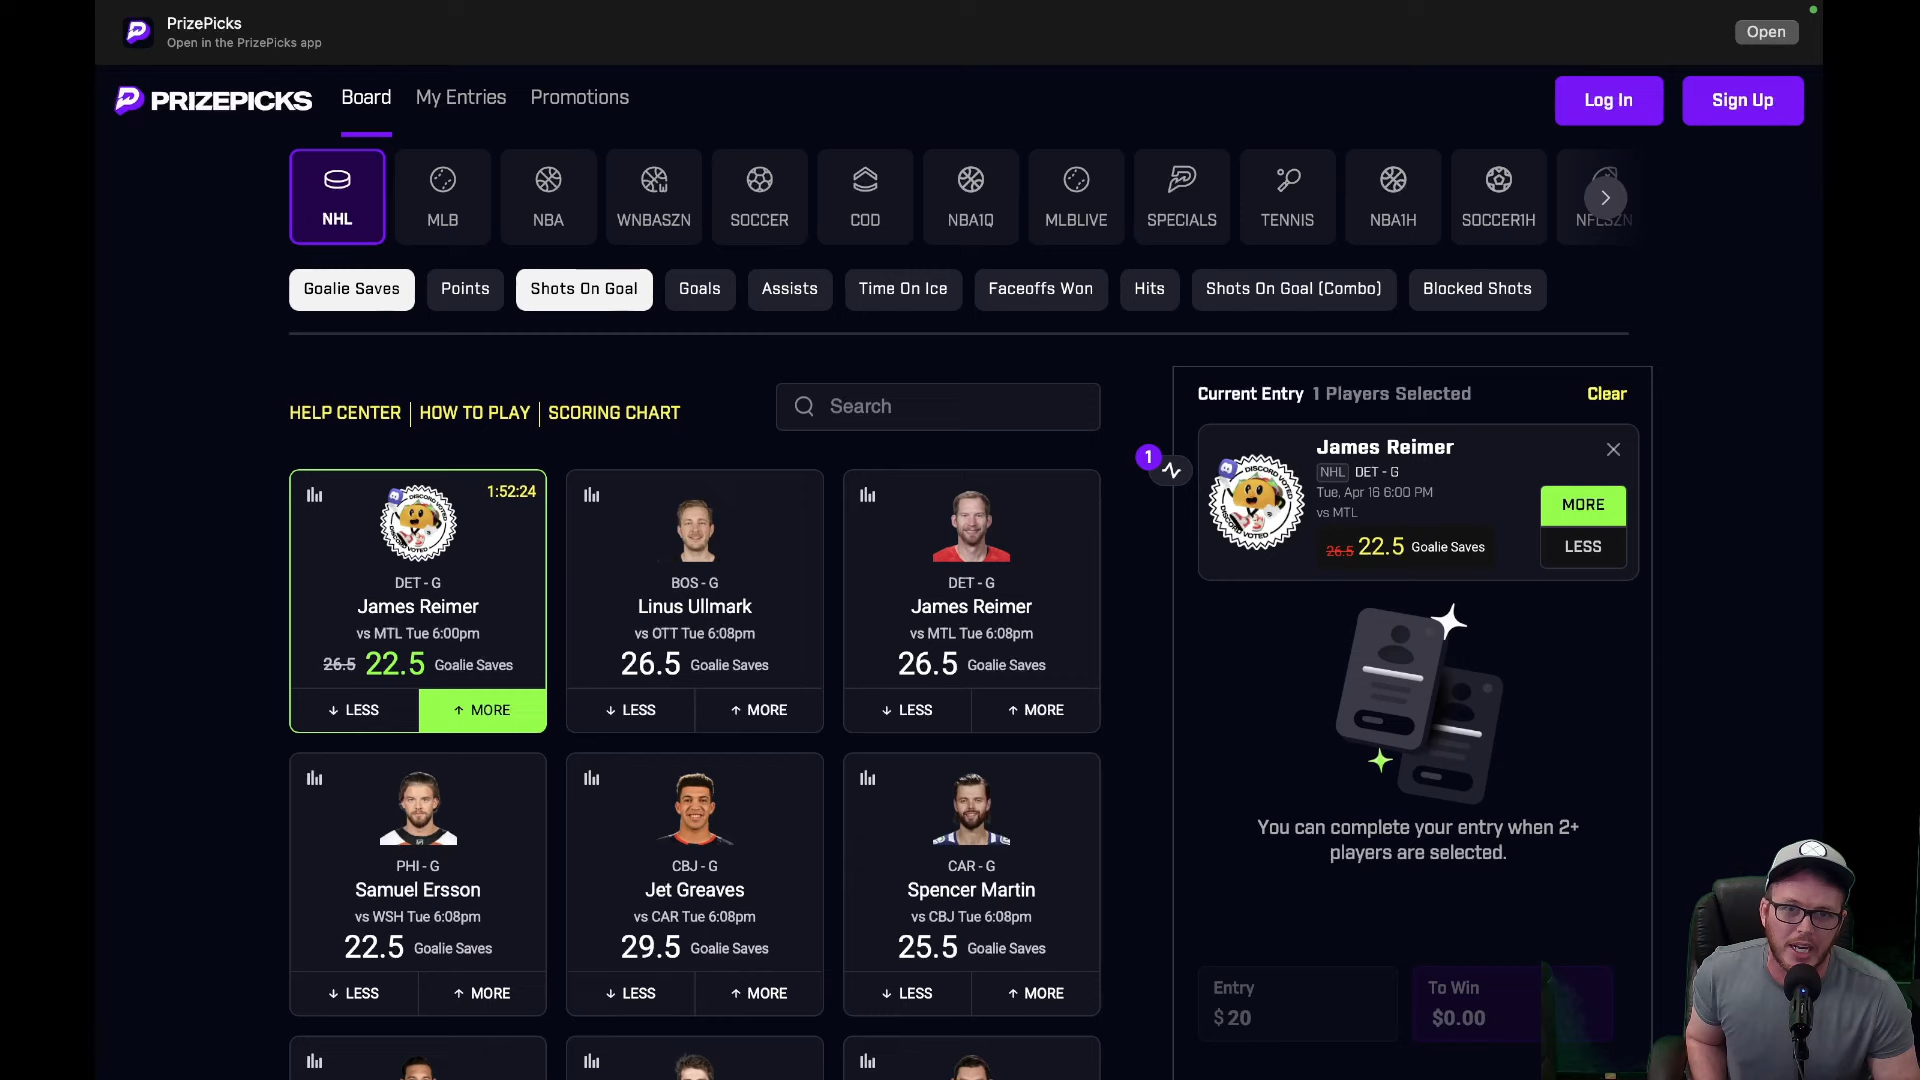 PrizePicks
Open in the PrizePicks app
Open
PRIZEPICKS
Board
My Entries
Promotions
Log In
Sign Up
NHL
MLB
NBA
WNBASZN
SOCCER
COD
NBA1Q
MLBLIVE
SPECIALS
TENNIS
NBA1H
SOCCER1H
NFLSZN
Goalie Saves
Points
Shots On Goal
Goals
Assists
Time On Ice
Faceoffs Won
Hits
Shots On Goal (Combo)
Blocked Shots
HELP CENTER
HOW TO PLAY
SCORING CHART
Search
Current Entry 1 Players Selected
Clear
1
James Reimer
NHL DET - G
Tue, Apr 16 6:00 PM
vs MTL
26.5 22.5 Goalie Saves
MORE
LESS
DISCORD VOTED
1:52:24
DISCORD VOTED
DET - G
James Reimer
vs MTL Tue 6:00pm
26.5 22.5 Goalie Saves
↓ LESS
↑ MORE
BOS - G
Linus Ullmark
vs OTT Tue 6:08pm
26.5 Goalie Saves
↓ LESS
↑ MORE
DET - G
James Reimer
vs MTL Tue 6:08pm
26.5 Goalie Saves
↓ LESS
↑ MORE
PHI - G
Samuel Ersson
vs WSH Tue 6:08pm
22.5 Goalie Saves
↓ LESS
↑ MORE
CBJ - G
Jet Greaves
vs CAR Tue 6:08pm
29.5 Goalie Saves
↓ LESS
↑ MORE
CAR - G
Spencer Martin
vs CBJ Tue 6:08pm
25.5 Goalie Saves
↓ LESS
↑ MORE
You can complete your entry when 2+
players are selected.
Entry
$ 20
To Win
$0.00